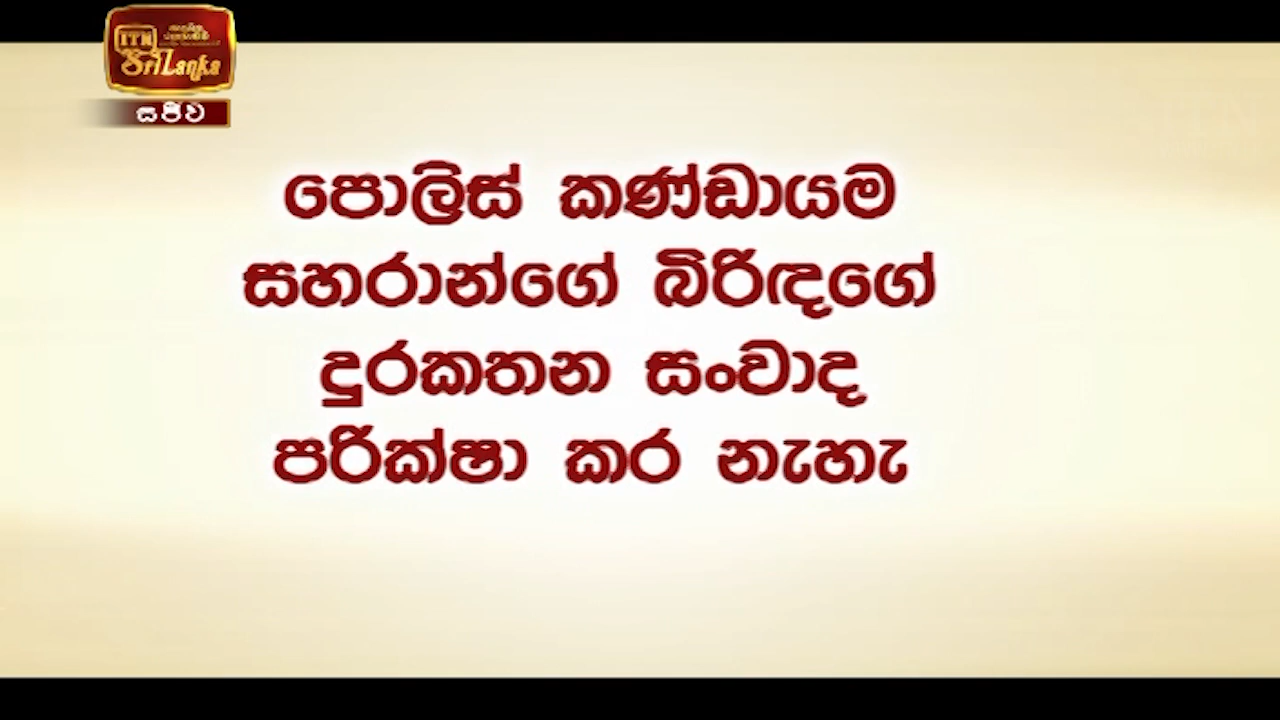 ITN
Sri Lanka
සජීව
පොලිස් කණ්ඩායම
සහරාන්ගේ බිරිඳගේ
දුරකතන සංවාද
පරික්ෂා කර නැහැ